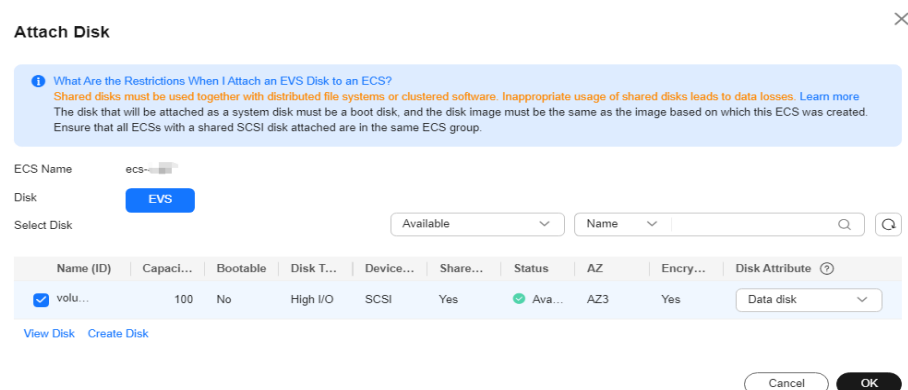 Attach Disk
What Are the Restrictions When I Attach an EVS Disk to an ECS?
Shared disks must be used together with distributed file systems or clustered software. Inappropriate usage of shared disks leads to data losses. Learn more
The disk that will be attached as a system disk must be a boot disk, and the disk image must be the same as the image based on which this ECS was created.
Ensure that all ECSs with a shared SCSI disk attached are in the same ECS group.
ECS Name ecs-
Disk EVS
Select Disk Available Name
Name (ID) Capaci... Bootable Disk T... Device... Share... Status AZ Encry... Disk Attribute ?
volu... 100 No High I/O SCSI Yes Ava... AZ3 Yes Data disk
View Disk Create Disk
Cancel OK